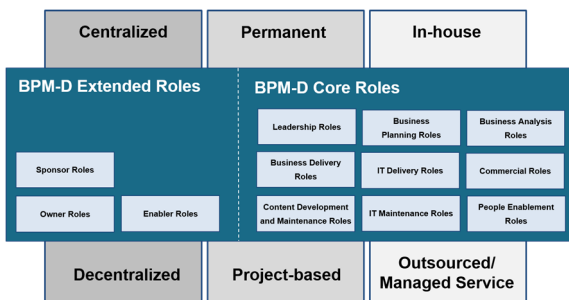 Centralized
Permanent
In-house
BPM-D Extended Roles
BPM-D Core Roles
Leadership Roles
Business
Planning Roles
Business Analysis
Roles
Sponsor Roles
Business Delivery
Roles
IT Delivery Roles
Commercial Roles
Owner Roles
Enabler Roles
Content Development
and Maintenance Roles
IT Maintenance Roles
People Enablement
Roles
Decentralized
Project-based
Outsourced/
Managed Service